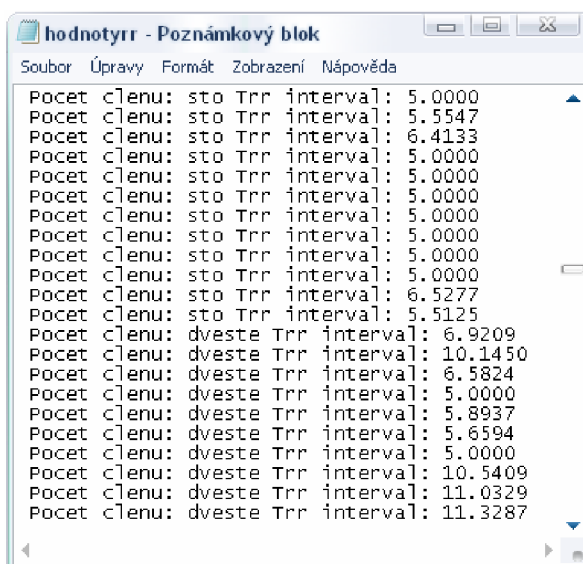 hodnotyrr - Poznámkový blok
Soubor Úpravy Formát Zobrazení Nápověda
Pocet clenu: sto Trr interval: 5.0000
Pocet clenu: sto Trr interval: 5.5547
Pocet clenu: sto Trr interval: 6.4133
Pocet clenu: sto Trr interval: 5.0000
Pocet clenu: sto Trr interval: 5.0000
Pocet clenu: sto Trr interval: 5.0000
Pocet clenu: sto Trr interval: 5.0000
Pocet clenu: sto Trr interval: 5.0000
Pocet clenu: sto Trr interval: 5.0000
Pocet clenu: sto Trr interval: 5.0000
Pocet clenu: sto Trr interval: 6.5277
Pocet clenu: sto Trr interval: 5.5125
Pocet clenu: dveste Trr interval: 6.9209
Pocet clenu: dveste Trr interval: 10.1450
Pocet clenu: dveste Trr interval: 6.5824
Pocet clenu: dveste Trr interval: 5.0000
Pocet clenu: dveste Trr interval: 5.8937
Pocet clenu: dveste Trr interval: 5.6594
Pocet clenu: dveste Trr interval: 5.0000
Pocet clenu: dveste Trr interval: 10.5409
Pocet clenu: dveste Trr interval: 11.0329
Pocet clenu: dveste Trr interval: 11.3287